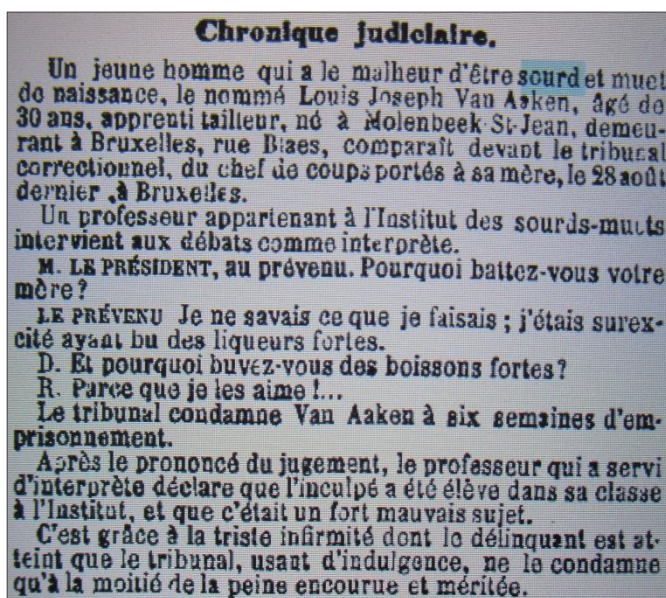 Chronique judiciaire.
Un jeune homme qui a le malheur d'être sourd et muet
de naissance, le nommé Louis Joseph Van Aaken, âgé de
30 ans, apprenti tailleur, né à Molenbeek-St-Jean, demeu-
rant à Bruxelles, rue Blaes, comparaît devant le tribunal
correctionnel, du chef de coups portés à sa mère, le 28 août
dernier, à Bruxelles.
Un professeur appartenant à l'Institut des sourds-muets
intervient aux débats comme interprète.
M. LE PRÉSIDENT, au prévenu. Pourquoi battez-vous votre
mère?
LE PRÉVENU Je ne savais ce que je faisais ; j'étais surex-
cité ayant bu des liqueurs fortes.
D. Et pourquoi buvez-vous des boissons fortes?
R. Parce que je les aime !...
Le tribunal condamne Van Aaken à six semaines d'em-
prisonnement.
Après le prononcé du jugement, le professeur qui a servi
d'interprète déclare que l'inculpé a été élève dans sa classe
à l'Institut, et que c'était un fort mauvais sujet.
C'est grâce à la triste infirmité dont le délinquant est at-
teint que le tribunal, usant d'indulgence, ne le condamne
qu'à la moitié de la peine encourue et méritée.